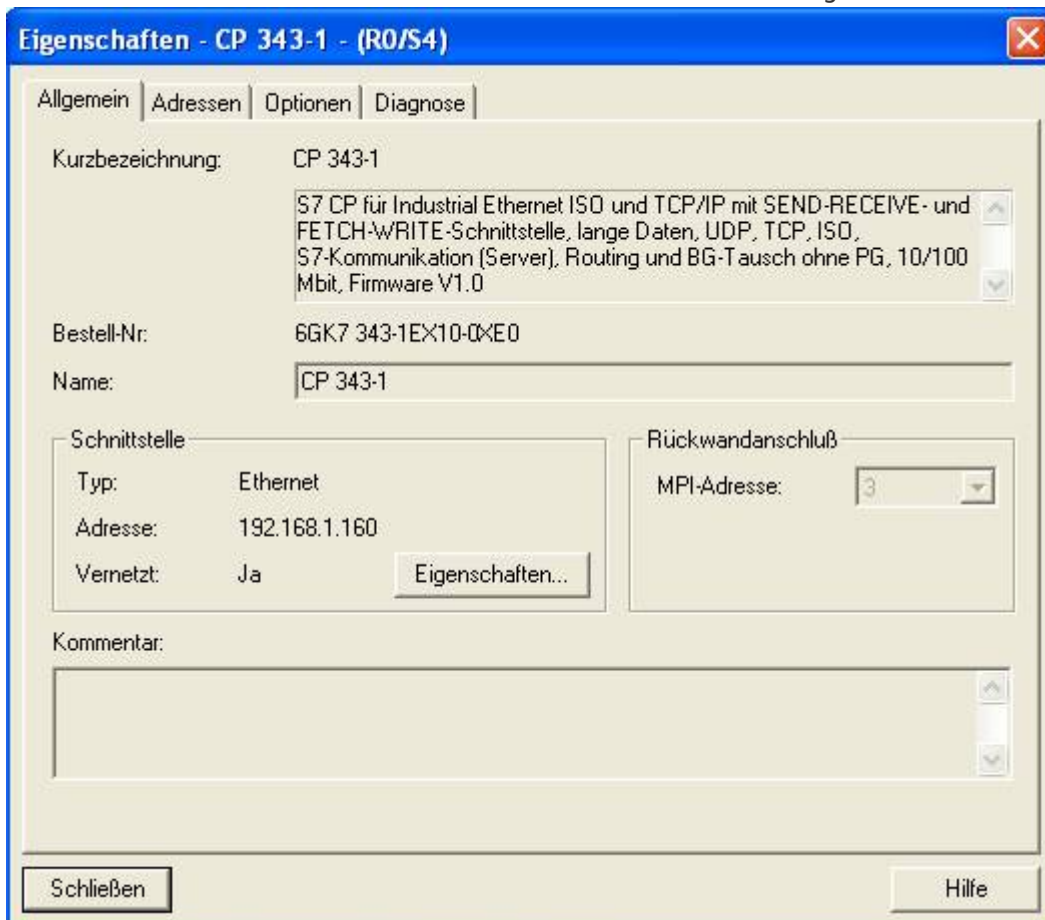 Eigenschaften - CP 343-1 - (R0/S4)
Allgemein Adressen Optionen Diagnose
Kurzbezeichnung: CP 343-1
S7 CP für Industrial Ethernet ISO und TCP/IP mit SEND-RECEIVE- und
FETCH-WRITE-Schnittstelle, lange Daten, UDP, TCP, ISO,
S7-Kommunikation (Server), Routing und BG-Tausch ohne PG, 10/100
Mbit, Firmware V1.0
Bestell-Nr: 6GK7 343-1EX10-0XE0
Name: CP 343-1
Schnittstelle
Typ: Ethernet
Adresse: 192.168.1.160
Vernetzt: Ja Eigenschaften...
Rückwandanschluß
MPI-Adresse: 3
Kommentar:
Schließen Hilfe